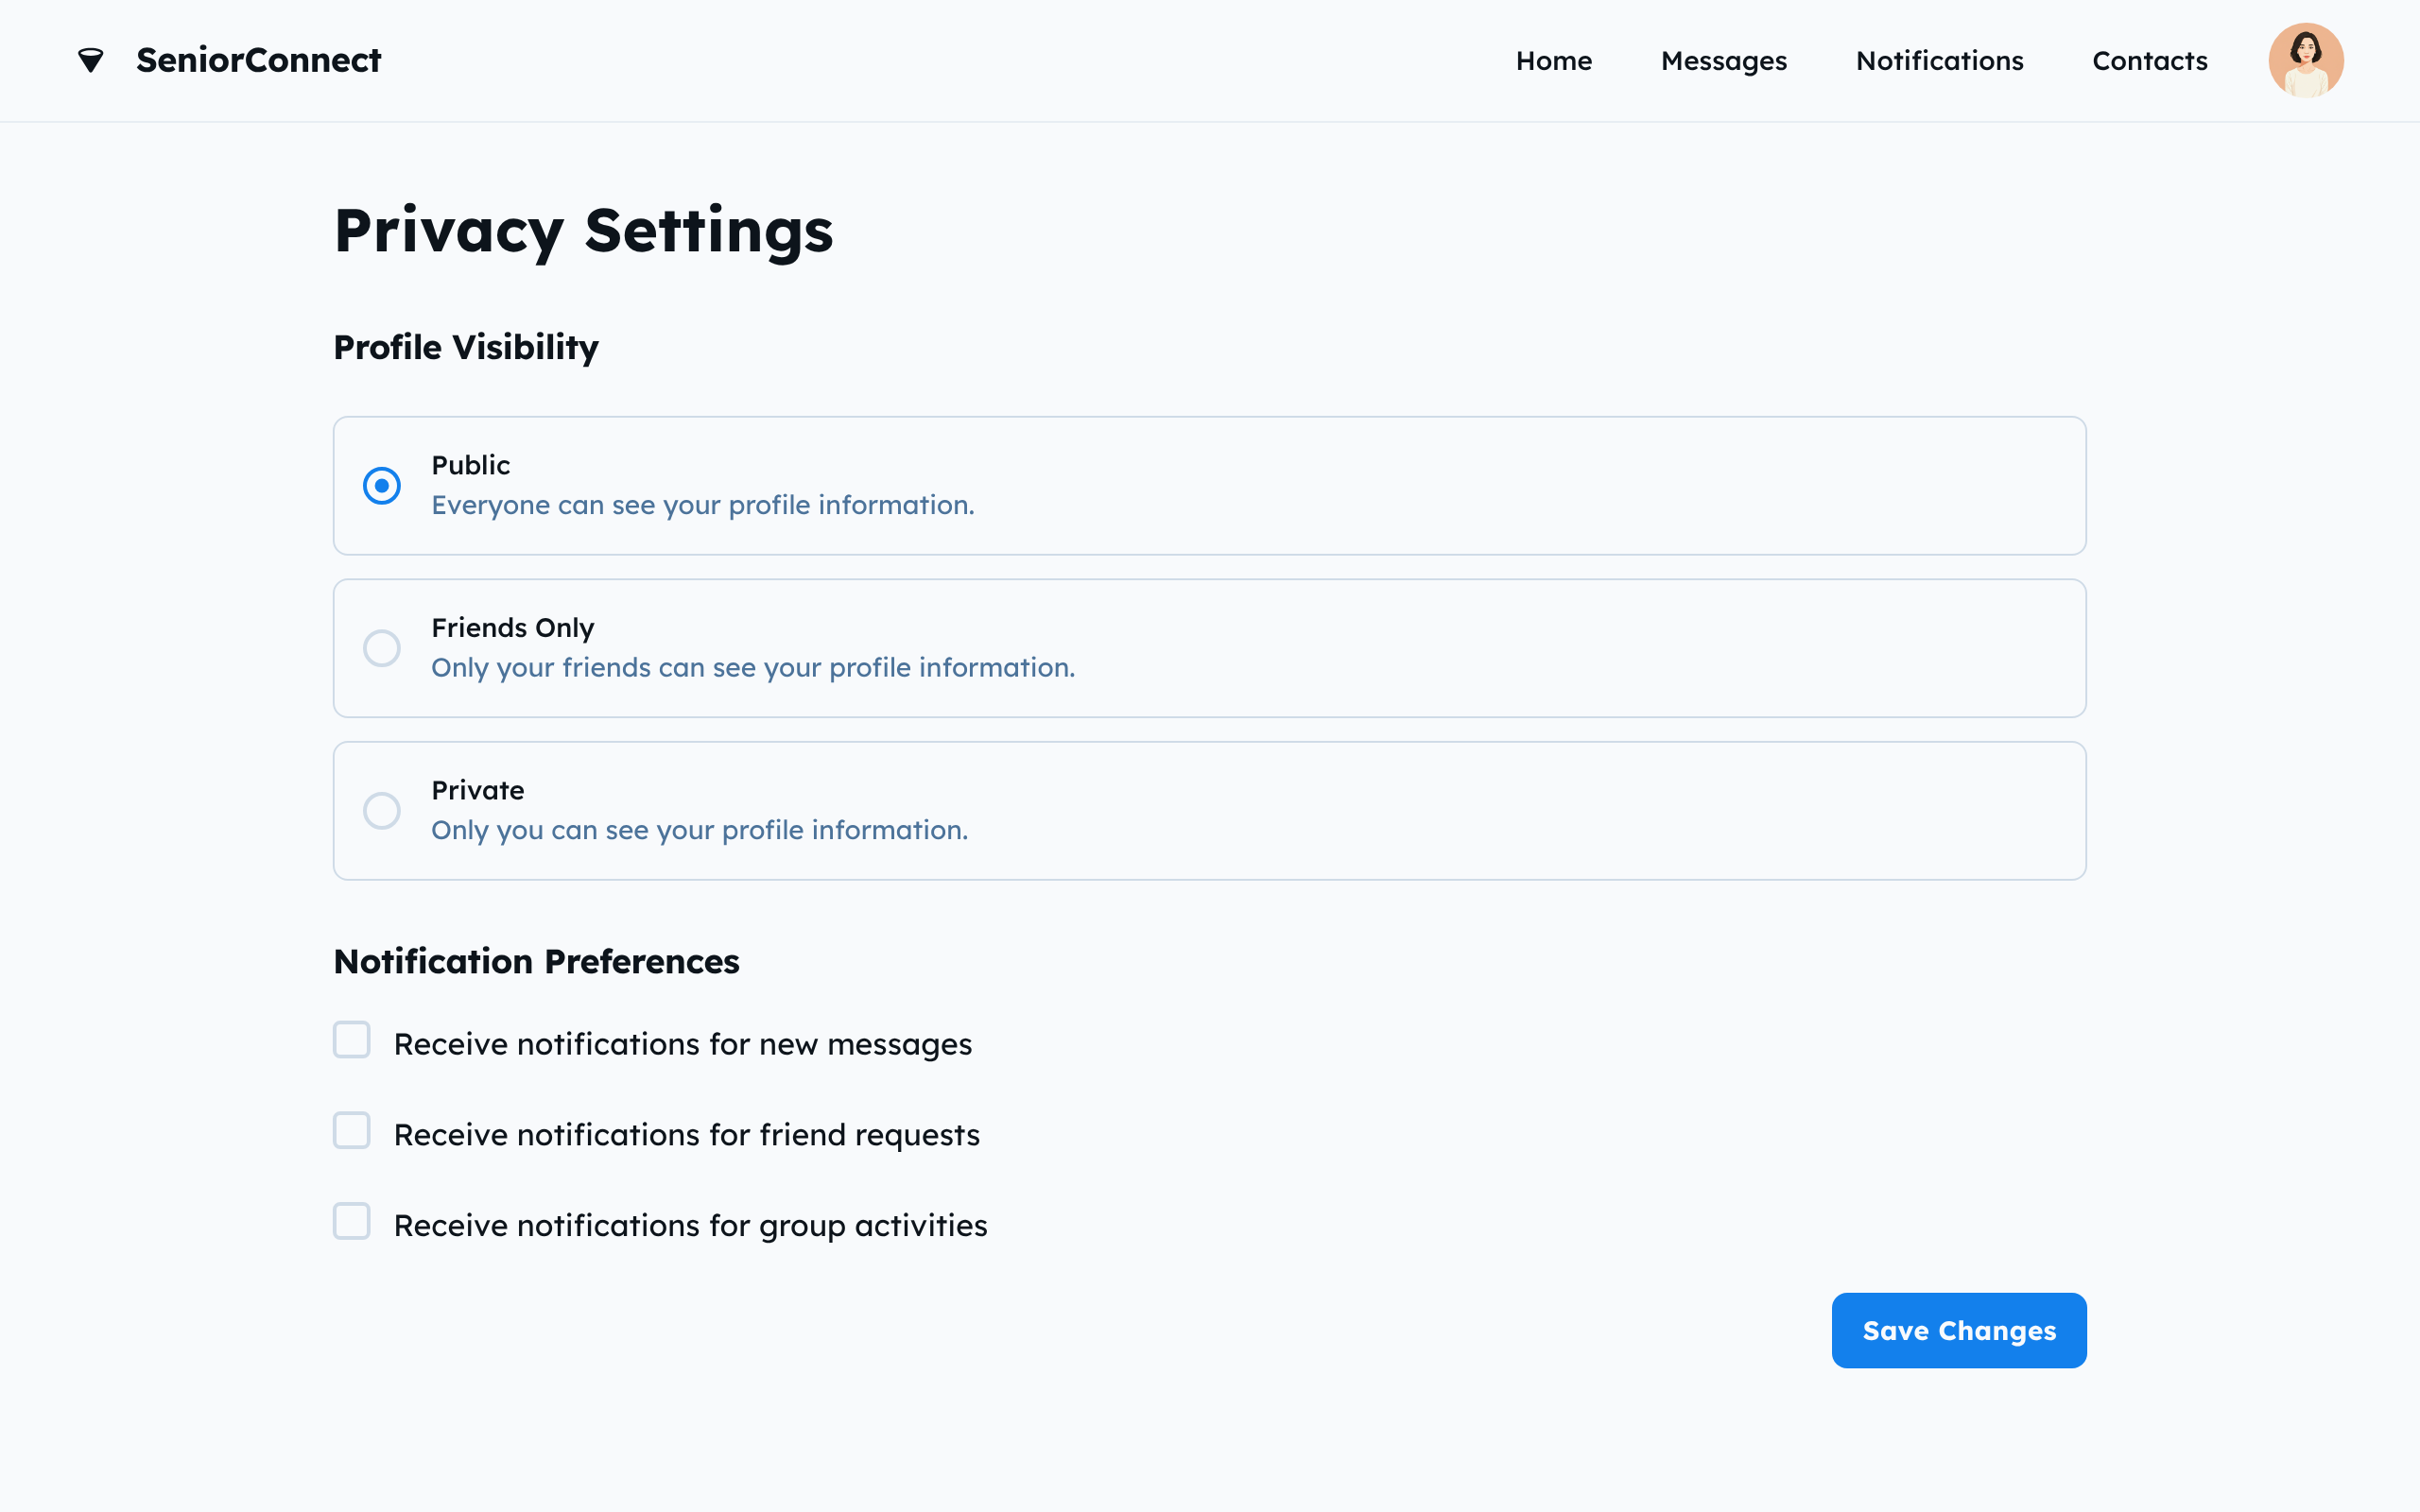 SeniorConnect
Home
Messages
Notifications
Contacts
Privacy Settings
Profile Visibility
Public
Everyone can see your profile information.
Friends Only
Only your friends can see your profile information.
Private
Only you can see your profile information.
Notification Preferences
Receive notifications for new messages
Receive notifications for friend requests
Receive notifications for group activities
Save Changes